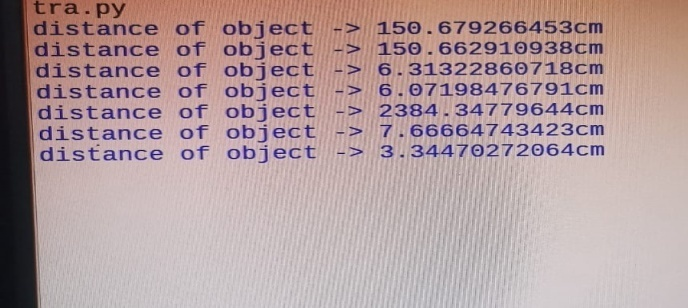 tra.py
distance of object -> 150.679266453cm
distance of object -> 150.662910938cm
distance of object -> 6.31322860718cm
distance of object -> 6.07198476791cm
distance of object -> 2384.34779644cm
distance of object -> 7.66664743423cm
distance of object -> 3.34470272064cm